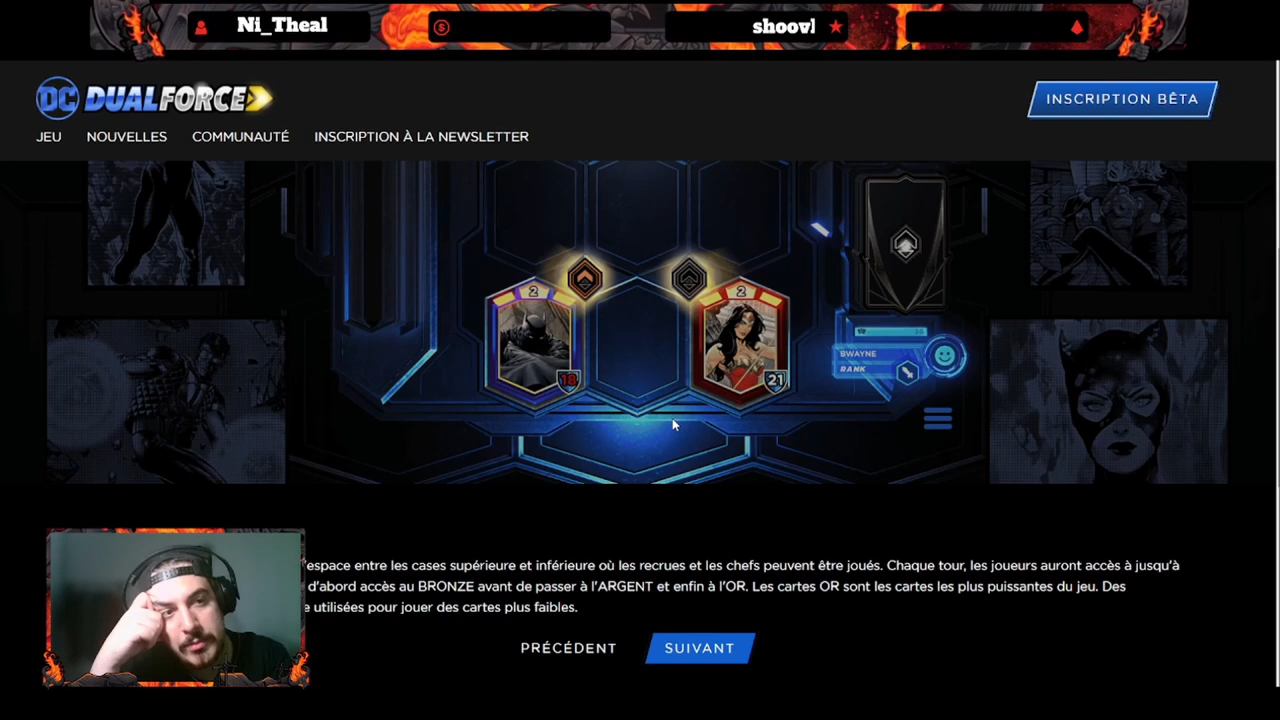 Ni_Theal
shoovl
DC DUALFORCE
INSCRIPTION BÊTA
JEU NOUVELLES COMMUNAUTÉ INSCRIPTION À LA NEWSLETTER
2 2
18 21
BWAYNE
RANK
'espace entre les cases supérieure et inférieure où les recrues et les chefs peuvent être joués. Chaque tour, les joueurs auront accès à jusqu'à
d'abord accès au BRONZE avant de passer à l'ARGENT et enfin à l'OR. Les cartes OR sont les cartes les plus puissantes du jeu. Des
e utilisées pour jouer des cartes plus faibles.
PRÉCÉDENT SUIVANT